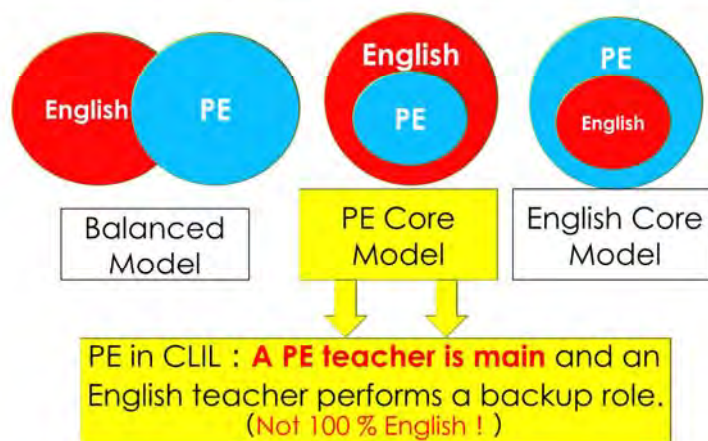 English
PE
English
PE
PE
English
Balanced
Model
PE Core
Model
English Core
Model
PE in CLIL : A PE teacher is main and an
English teacher performs a backup role.
(Not 100 % English ! )